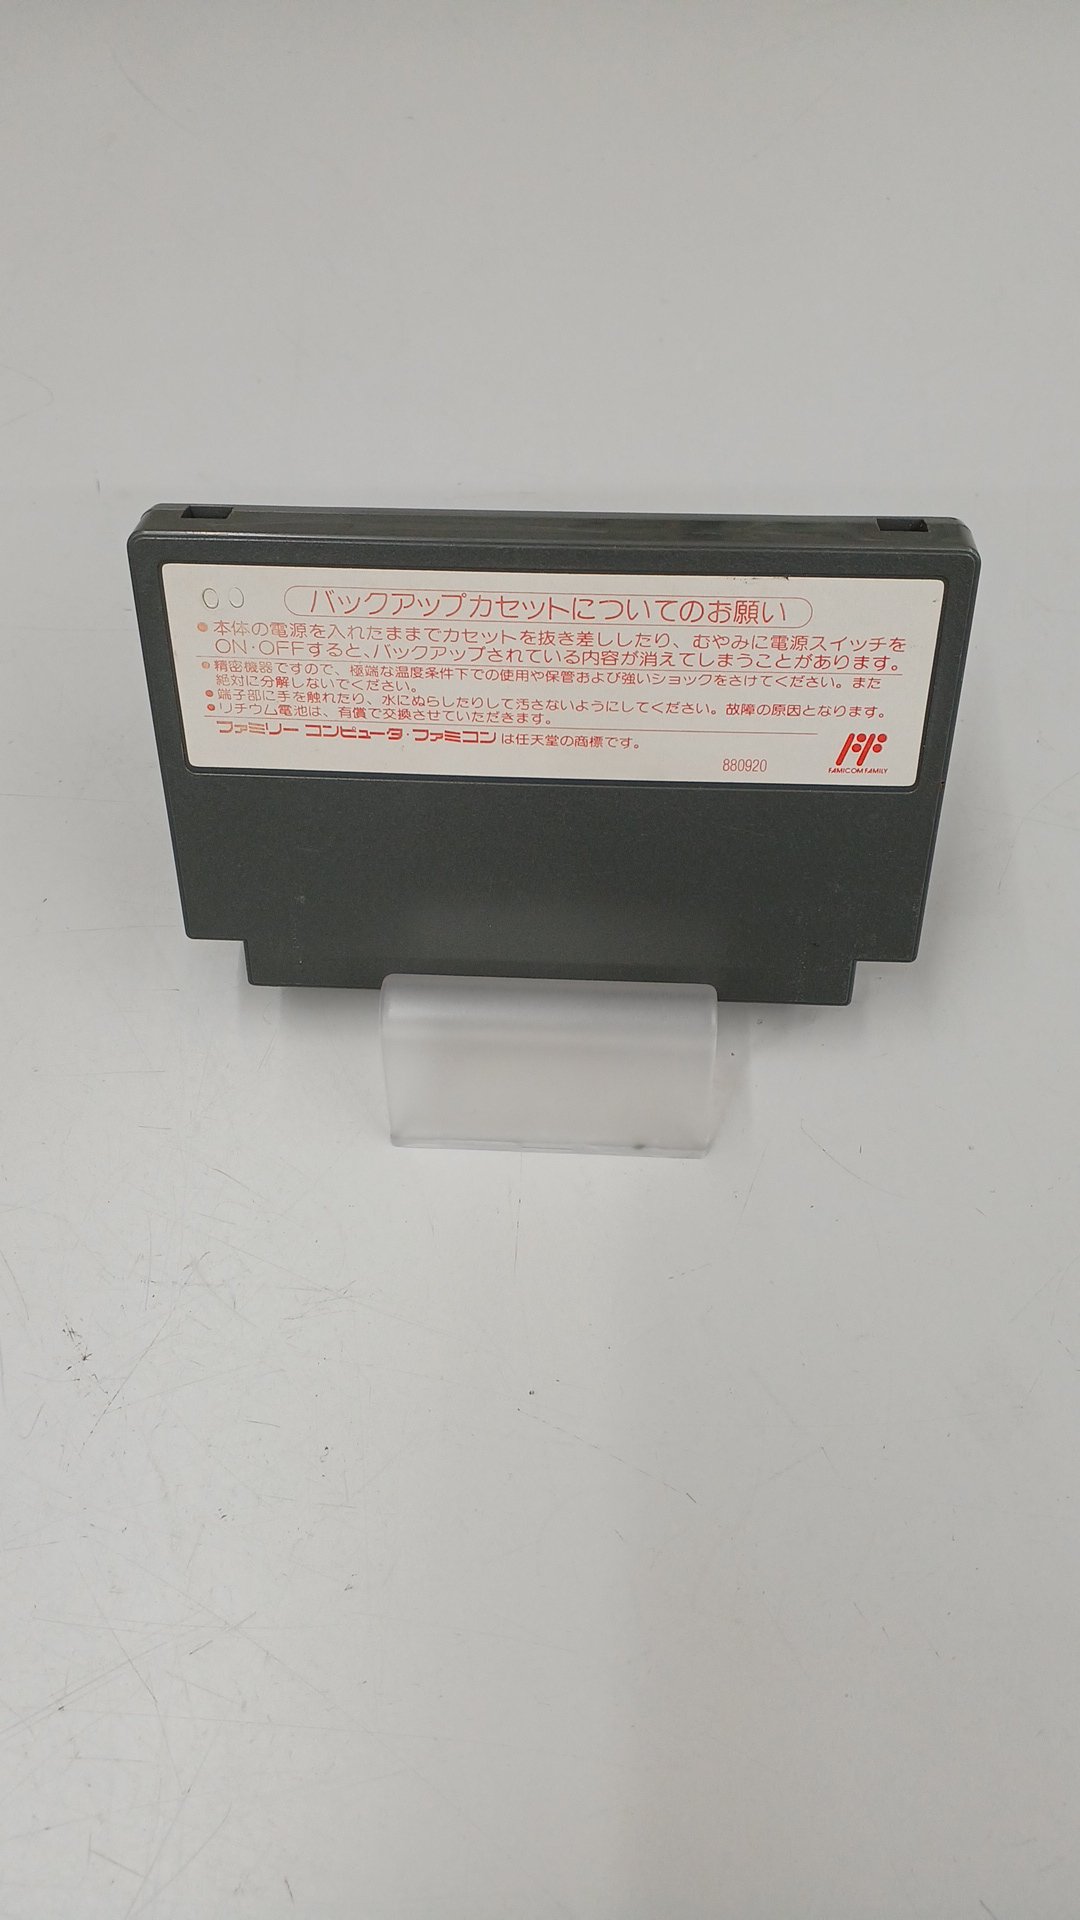 00
バックアップカセットについてのお願い
●本体の電源を入れたままでカセットを抜き差ししたり、むやみに電源スイッチを
ON・OFFすると、バックアップされている内容が消えてしまうことがあります。
●精密機器ですので、極端な温度条件下での使用や保管および強いショックをさけてください。また
絶対に分解しないでください。
●端子部に手を触れたり、水にぬらしたりして汚さないようにしてください。故障の原因となります。
●リチウム電池は、有償で交換させていただきます。
ファミリー コンピュータ・ファミコンは任天堂の商標です。
880920
FAMICOM FAMILY